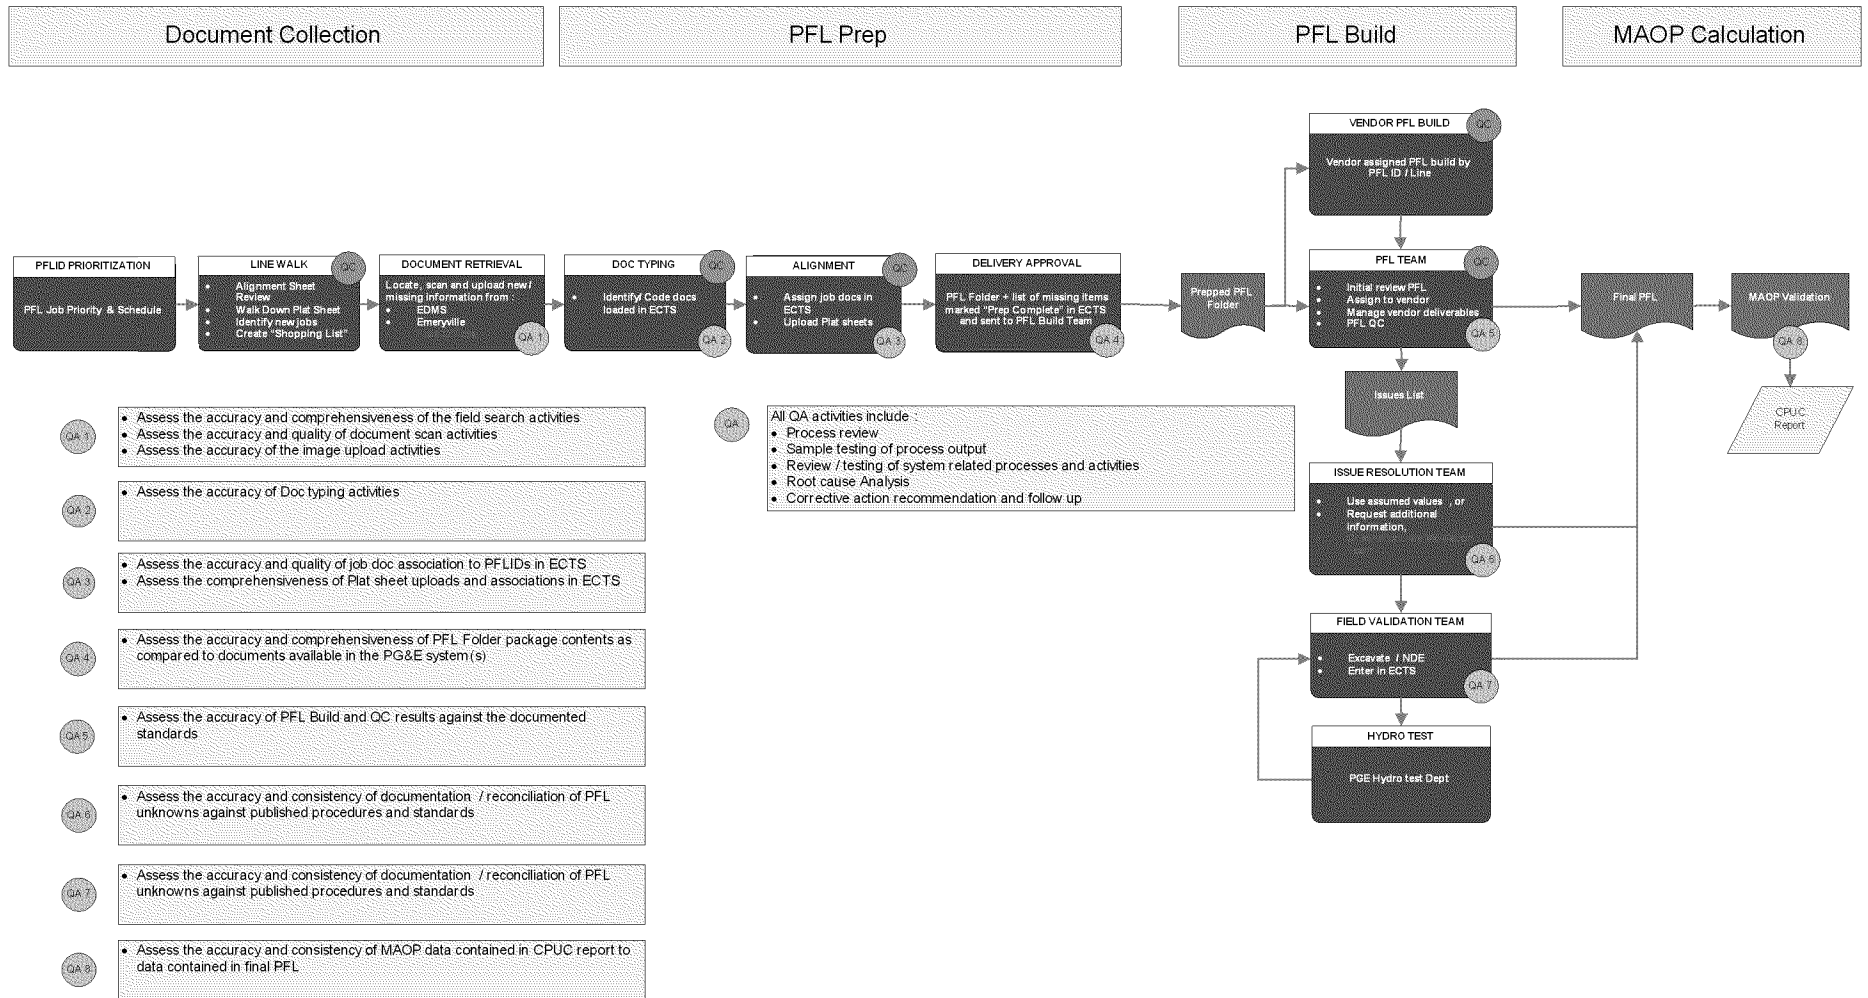 Document Collection
PFL Prep
PFL Build
MAOP Calculation
VENDOR PFL BUILD
QC
Vendor assigned PFL build by
PFL ID / Line
PFLID PRIORITIZATION
PFL Job Priority & Schedule
LINE WALK
QC
• Alignment Sheet
Review
• Walk Down Plat Sheet
• Identify new jobs
• Create "Shopping List"
DOCUMENT RETRIEVAL
Locate, scan and upload new /
missing information from :
• EDMS
• Emeryville
QA 1
DOC TYPING
QC
• Identify/ Code docs
loaded in ECTS
QA 2
ALIGNMENT
QC
• Assign job docs in
ECTS
• Upload Plat sheets
QA 3
DELIVERY APPROVAL
PFL Folder + list of missing items
marked "Prep Complete" in ECTS
and sent to PFL Build Team
QA 4
Prepped PFL
Folder
PFL TEAM
QC
• Initial review PFL
• Assign to vendor
• Manage vendor deliverables
• PFL QC
QA 5
Final PFL
MAOP Validation
QA 8
CPUC
Report
Issues List
ISSUE RESOLUTION TEAM
• Use assumed values , or
• Request additional
information,
QA 6
FIELD VALIDATION TEAM
• Excavate / NDE
• Enter in ECTS
QA 7
HYDRO TEST
PGE Hydro test Dept
QA 1
• Assess the accuracy and comprehensiveness of the field search activities
• Assess the accuracy and quality of document scan activities
• Assess the accuracy of the image upload activities
QA
All QA activities include :
• Process review
• Sample testing of process output
• Review / testing of system related processes and activities
• Root cause Analysis
• Corrective action recommendation and follow up
QA 2
• Assess the accuracy of Doc typing activities
QA 3
• Assess the accuracy and quality of job doc association to PFLIDs in ECTS
• Assess the comprehensiveness of Plat sheet uploads and associations in ECTS
QA 4
• Assess the accuracy and comprehensiveness of PFL Folder package contents as
compared to documents available in the PG&E system(s)
QA 5
• Assess the accuracy of PFL Build and QC results against the documented
standards
QA 6
• Assess the accuracy and consistency of documentation / reconciliation of PFL
unknowns against published procedures and standards
QA 7
• Assess the accuracy and consistency of documentation / reconciliation of PFL
unknowns against published procedures and standards
QA 8
• Assess the accuracy and consistency of MAOP data contained in CPUC report to
data contained in final PFL